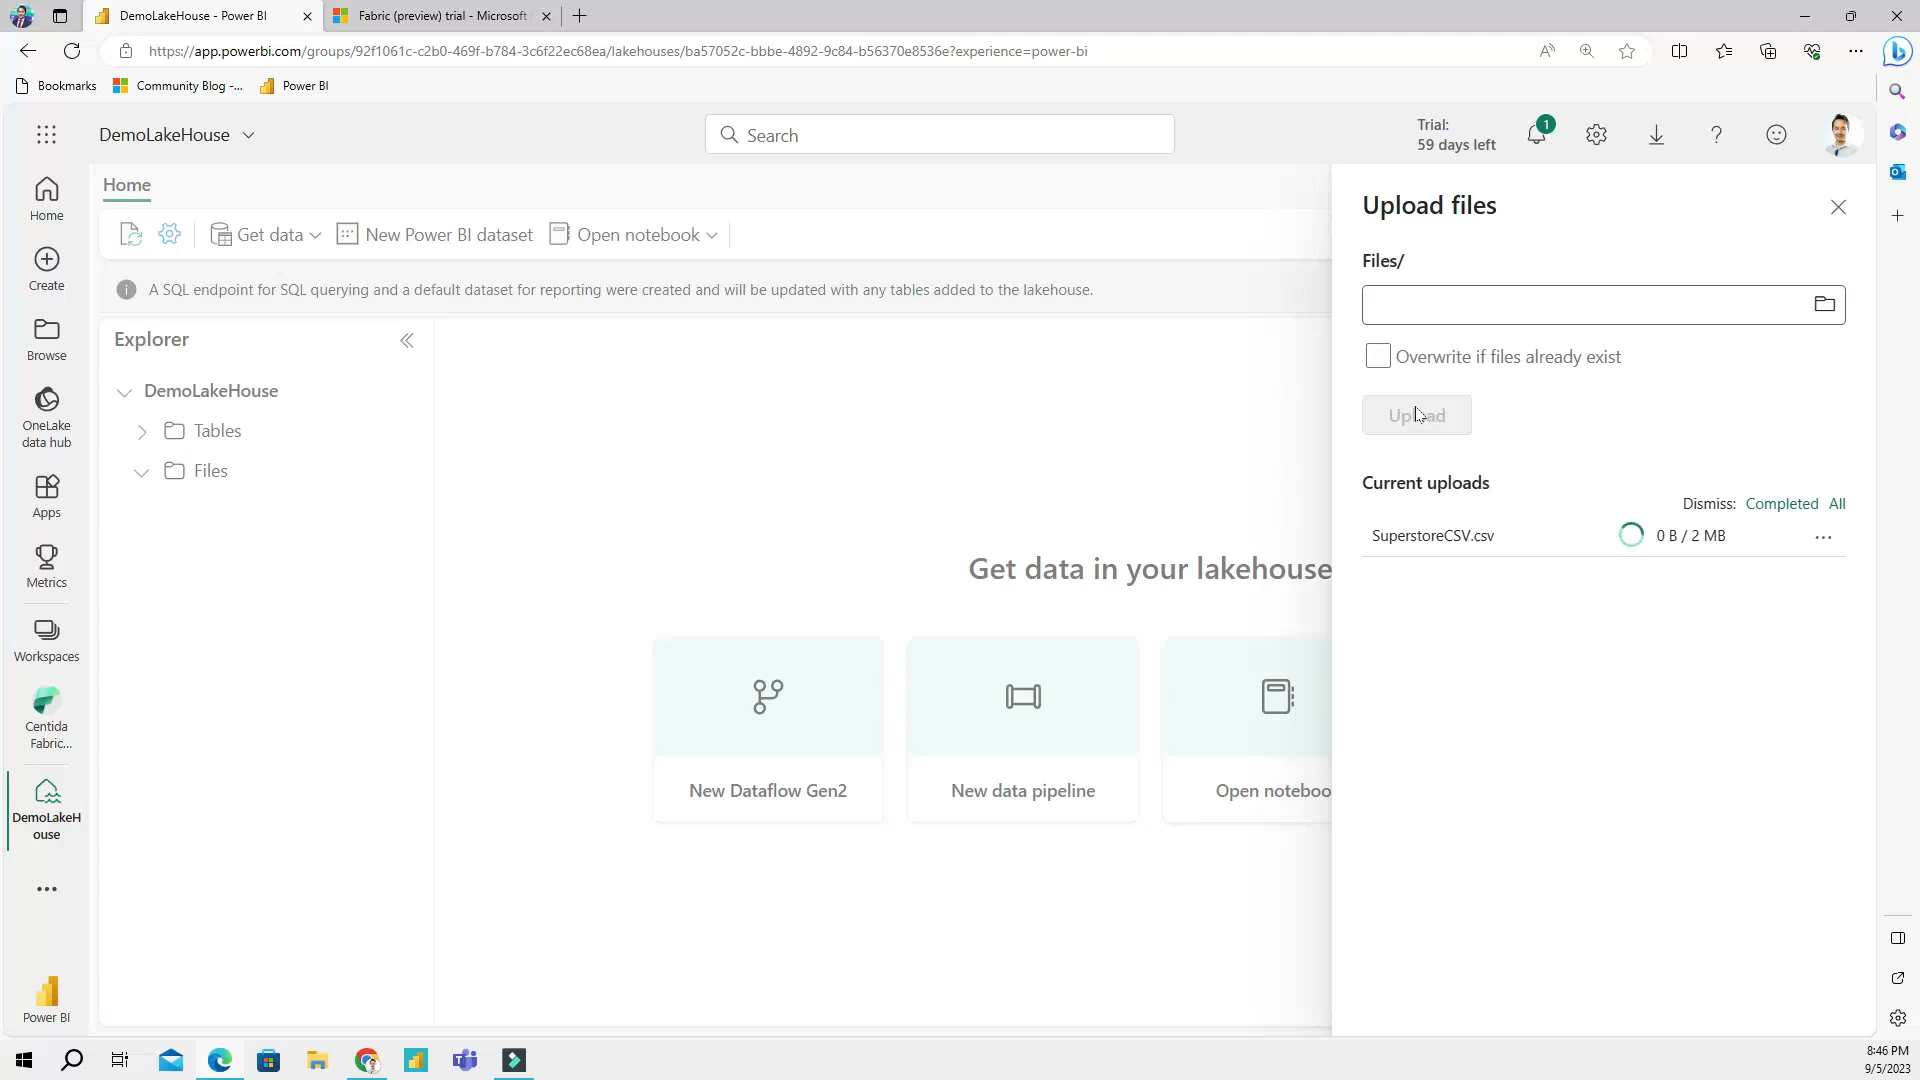 DemoLakeHouse - Power BI
Fabric (preview) trial - Microsoft
https://app.powerbi.com/groups/92f1061c-c2b0-469f-b784-3c6f22ec68ea/lakehouses/ba57052c-bbbe-4892-9c84-b56370e8536e?experience=power-bi
Bookmarks
Community Blog -...
Power BI
DemoLakeHouse
Search
Trial:
59 days left
1
Home
Create
Browse
OneLake
data hub
Apps
Metrics
Workspaces
Centida
Fabric...
DemoLakeH
ouse
Power BI
Home
Get data
New Power BI dataset
Open notebook
A SQL endpoint for SQL querying and a default dataset for reporting were created and will be updated with any tables added to the lakehouse.
Explorer
DemoLakeHouse
Tables
Files
Get data in your lakehouse
New Dataflow Gen2
New data pipeline
Open noteboo
Upload files
Files/
Overwrite if files already exist
Upload
Current uploads
Dismiss: Completed All
SuperstoreCSV.csv
0 B / 2 MB
8:46 PM
9/5/2023